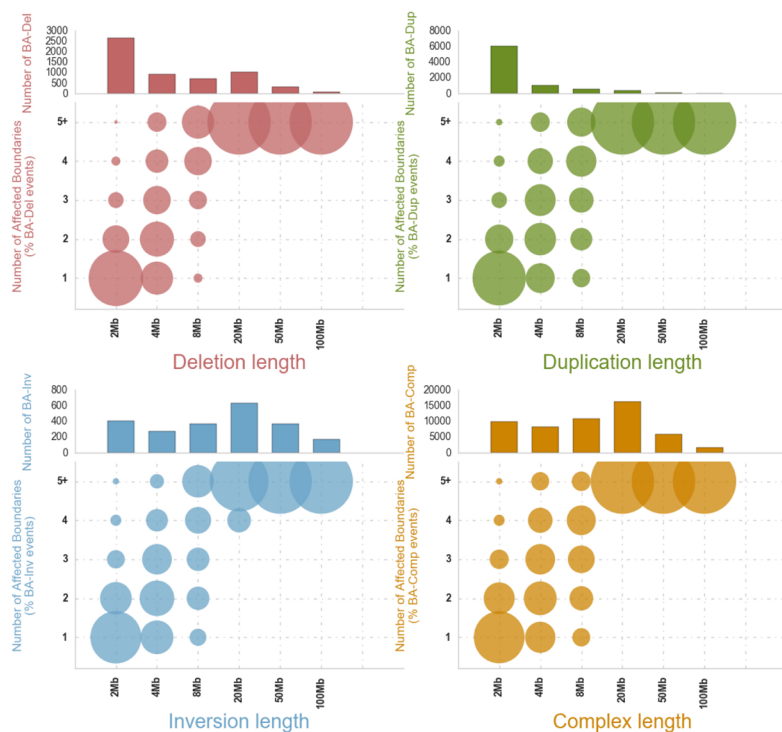 Number of BA-Del
3000
2500
2000
1500
1000
500
0
Number of Affected Boundaries
(% BA-Del events)
5+
4
3
2
1
2Mb
4Mb
8Mb
20Mb
50Mb
100Mb
Deletion length
Number of BA-Dup
8000
6000
4000
2000
0
Number of Affected Boundaries
(% BA-Dup events)
5+
4
3
2
1
2Mb
4Mb
8Mb
20Mb
50Mb
100Mb
Duplication length
Number of BA-Inv
800
600
400
200
0
Number of Affected Boundaries
(% BA-Inv events)
5+
4
3
2
1
2Mb
4Mb
8Mb
20Mb
50Mb
100Mb
Inversion length
Number of BA-Comp
20000
15000
10000
5000
0
Number of Affected Boundaries
(% BA-Comp events)
5+
4
3
2
1
2Mb
4Mb
8Mb
20Mb
50Mb
100Mb
Complex length